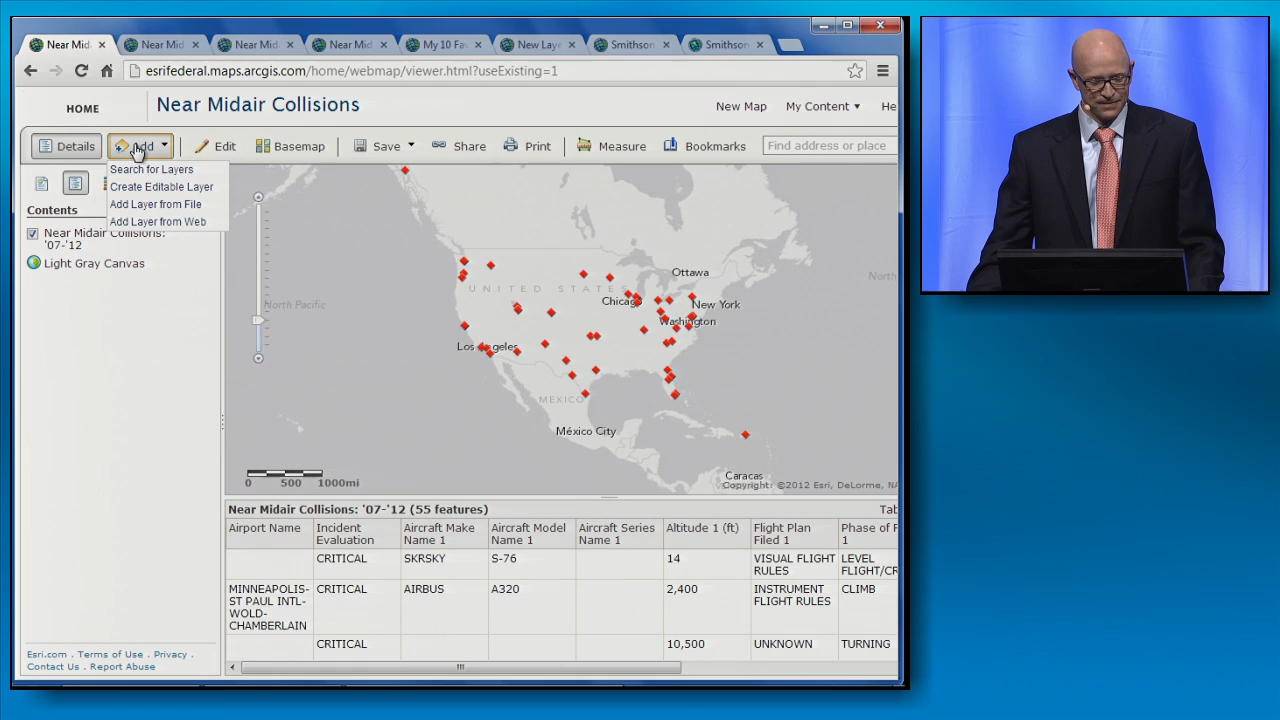 Near Mid
Near Mid
Near Mid
Near Mid
My 10 Fav
New Laye
Smithson
Smithson
esrifederal.maps.arcgis.com/home/webmap/viewer.html?useExisting=1
HOME
Near Midair Collisions
New Map
My Content
He
Details
Add
Edit
Basemap
Save
Share
Print
Measure
Bookmarks
Find address or place
Search for Layers
Create Editable Layer
Add Layer from File
Add Layer from Web
Contents
Near Midair Collisions:
'07-'12
Light Gray Canvas
Ottawa
UNITED STATES
Chicago
New York
North
North Pacific
Washington
Los Angeles
MEXICO
México City
Caracas
0 500 1000mi
Copyright: ©2012 Esri, DeLorme, NA
Near Midair Collisions: '07-'12 (55 features)
Tab
Airport Name
Incident
Evaluation
Aircraft Make
Name 1
Aircraft Model
Name 1
Aircraft Series
Name 1
Altitude 1 (ft)
Flight Plan
Filed 1
Phase of F
1
CRITICAL
SKRSKY
S-76
14
VISUAL FLIGHT
RULES
LEVEL
FLIGHT/CR
MINNEAPOLIS-
ST PAUL INTL-
WOLD-
CHAMBERLAIN
CRITICAL
AIRBUS
A320
2,400
INSTRUMENT
FLIGHT RULES
CLIMB
CRITICAL
10,500
UNKNOWN
TURNING
Esri.com . Terms of Use . Privacy .
Contact Us . Report Abuse